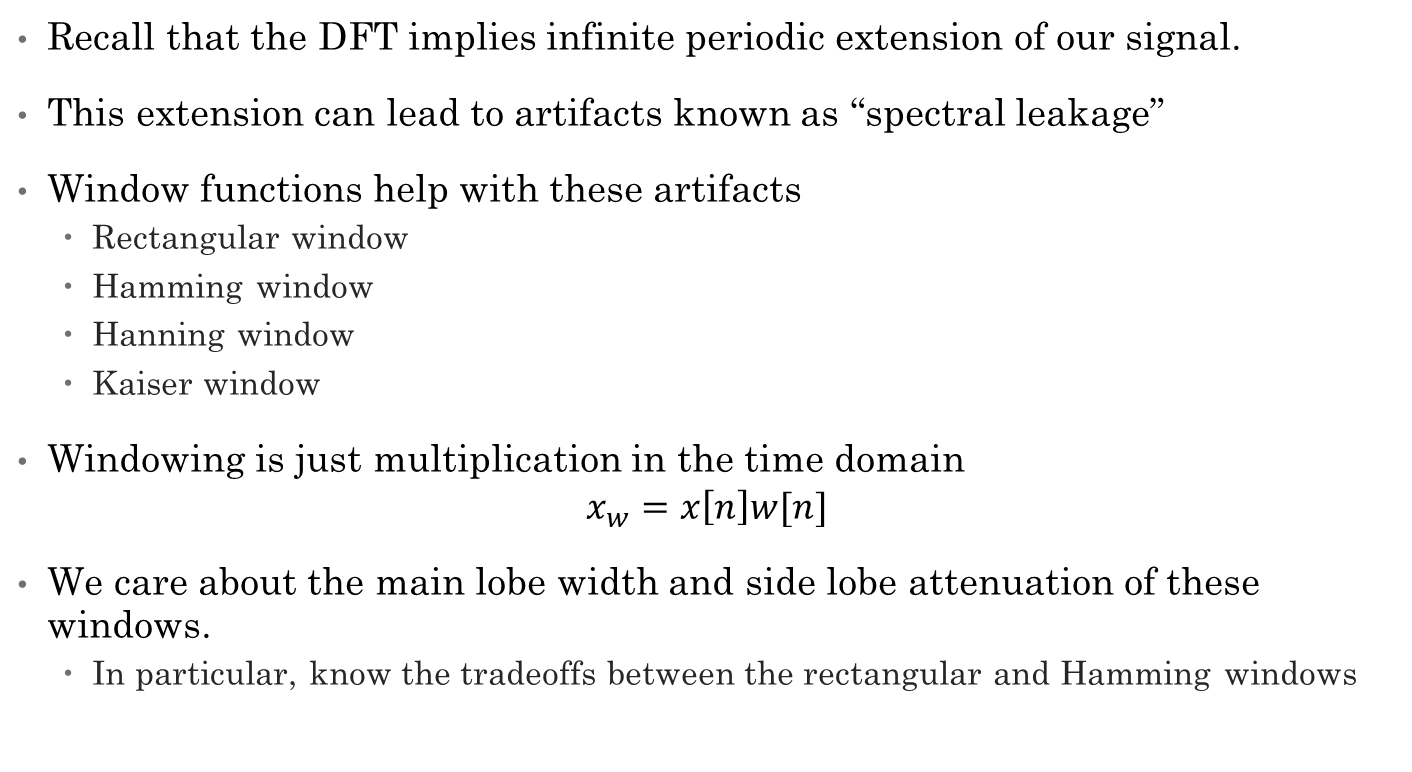 • Recall that the DFT implies infinite periodic extension of our signal.
• This extension can lead to artifacts known as “spectral leakage”
• Window functions help with these artifacts
• Rectangular window
• Hamming window
• Hanning window
• Kaiser window
• Windowing is just multiplication in the time domain
x_w = x[n]w[n]
• We care about the main lobe width and side lobe attenuation of these
windows.
• In particular, know the tradeoffs between the rectangular and Hamming windows